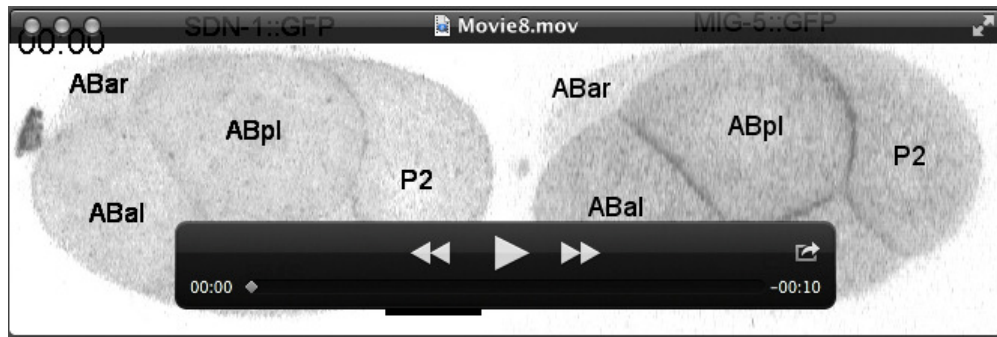 Movie8.mov
00:00 SDN-1::GFP MIG-5::GFP
ABar ABar
ABpl ABpl
P2 P2
ABal ABal
00:00 -00:10